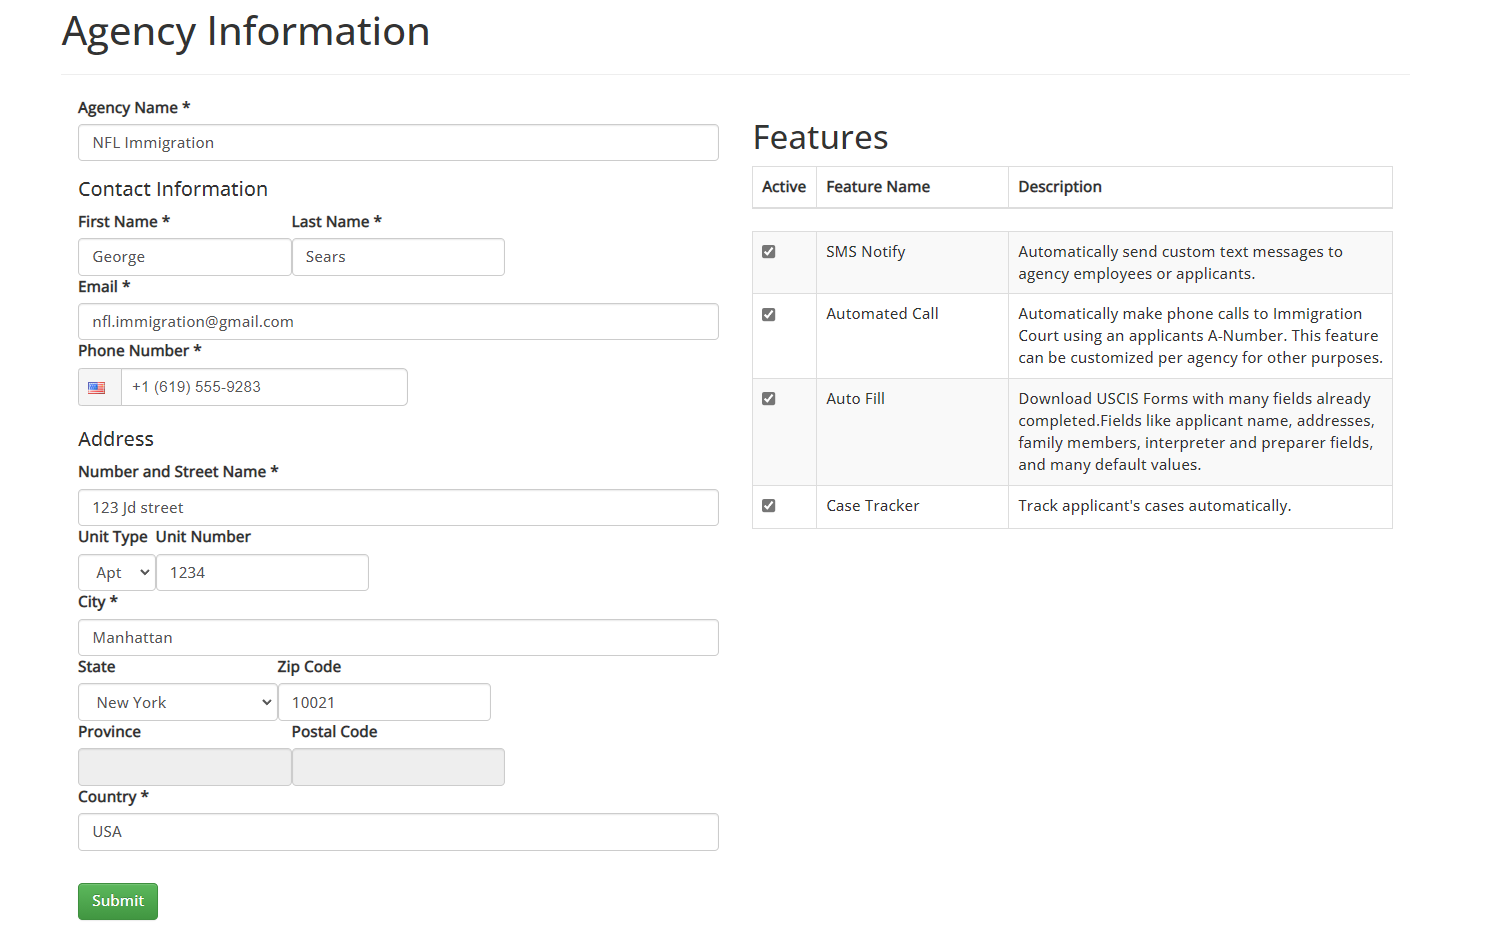 Agency Information
Agency Name *
NFL Immigration
Contact Information
First Name * Last Name *
George Sears
Email *
nfl.immigration@gmail.com
Phone Number *
+1 (619) 555-9283
Address
Number and Street Name *
123 Jd street
Unit Type Unit Number
Apt 1234
City *
Manhattan
State Zip Code
New York 10021
Province Postal Code
Country *
USA
Submit
Features
Active Feature Name Description
SMS Notify Automatically send custom text messages to
agency employees or applicants.
Automated Call Automatically make phone calls to Immigration
Court using an applicants A-Number. This feature
can be customized per agency for other purposes.
Auto Fill Download USCIS Forms with many fields already
completed.Fields like applicant name, addresses,
family members, interpreter and preparer fields,
and many default values.
Case Tracker Track applicant's cases automatically.